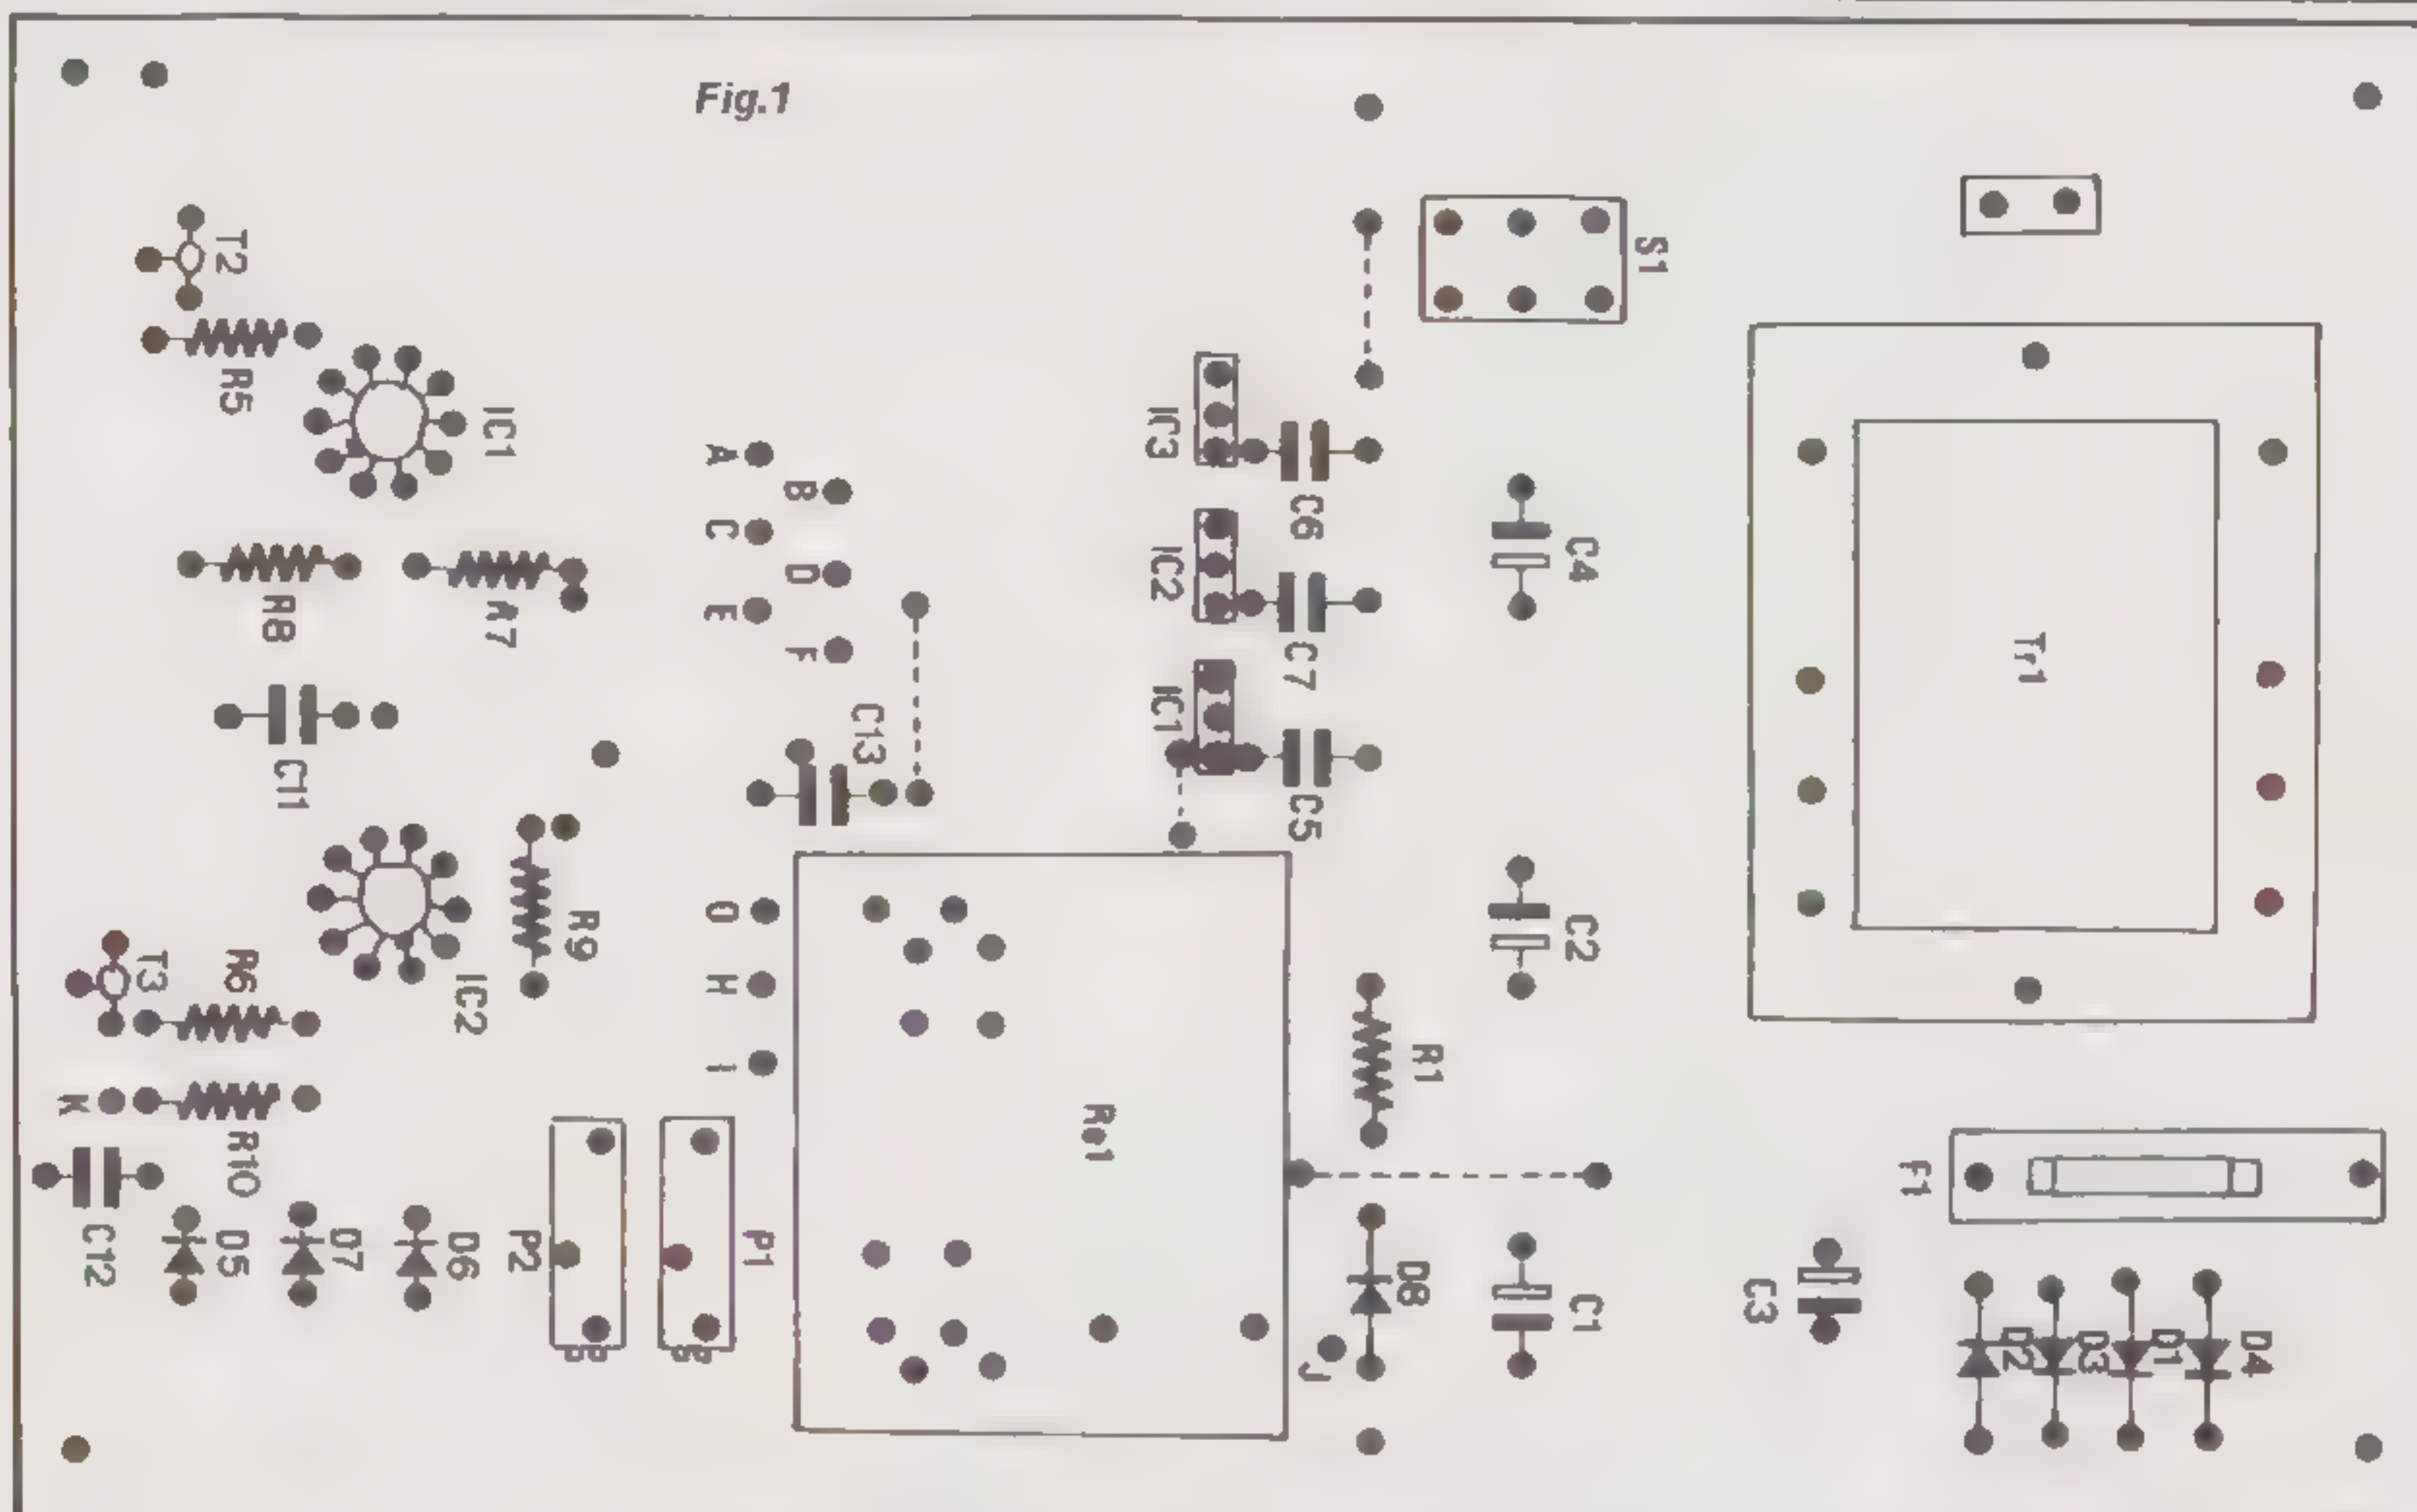 Fig.1
T2
S1
R5
IC1
IC3
A
B
C6
C
IC2
C4
D
R8
R7
E
F
C7
Tr1
IC1
C13
C11
C5
R9
C2
T3
R6
H
IC2
R1
I
K
Re1
R10
F1
C12
D5
D7
D6
P2
P1
D8
C1
C3
J
D2
D3
D1
D4